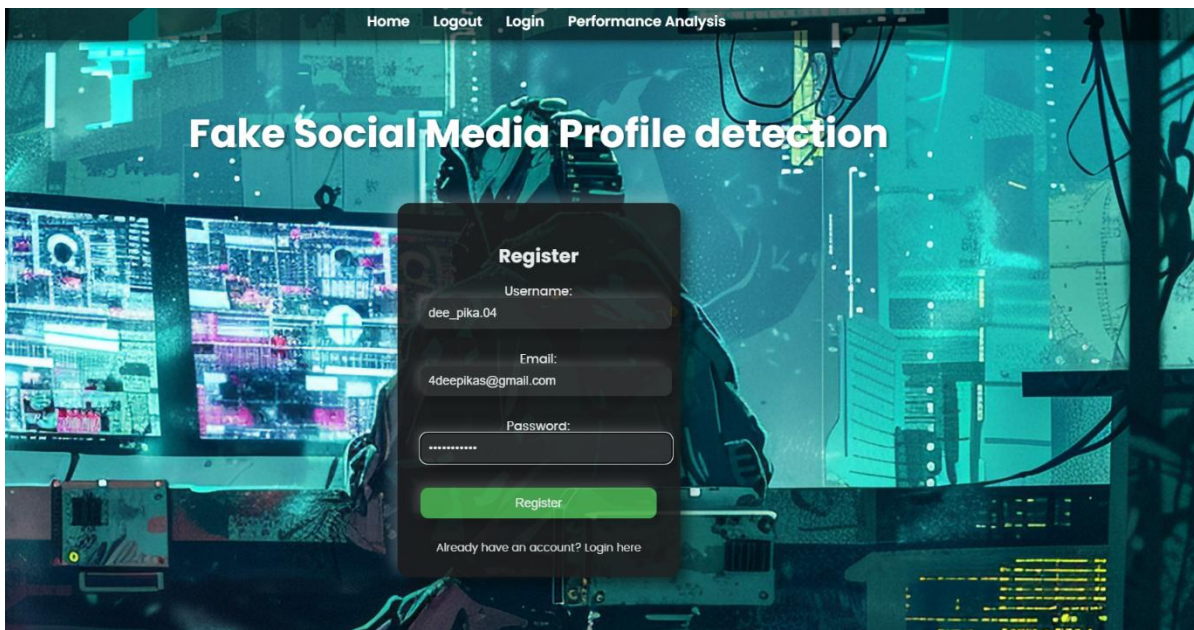 Home Logout Login Performance Analysis
Fake Social Media Profile detection
Register
Username:
dee_pika.04
Email:
4deepikas@gmail.com
Password:
•••••••••••
Register
Already have an account? Login here